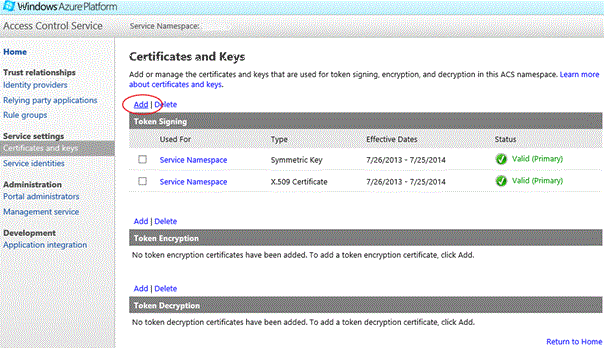 Windows Azure Platform
Access Control Service
Service Namespace:
Home
Trust relationships
Identity providers
Relying party applications
Rule groups
Service settings
Certificates and keys
Service identities
Administration
Portal administrators
Management service
Development
Application integration
Certificates and Keys
Add or manage the certificates and keys that are used for token signing, encryption, and decryption in this ACS namespace. Learn more
about certificates and keys.
Add | Delete
Token Signing
Used For Type Effective Dates Status
Service Namespace Symmetric Key 7/26/2013 - 7/25/2014 Valid (Primary)
Service Namespace X.509 Certificate 7/26/2013 - 7/25/2014 Valid (Primary)
Add | Delete
Token Encryption
No token encryption certificates have been added. To add a token encryption certificate, click Add.
Add | Delete
Token Decryption
No token decryption certificates have been added. To add a token decryption certificate, click Add.
Return to Home